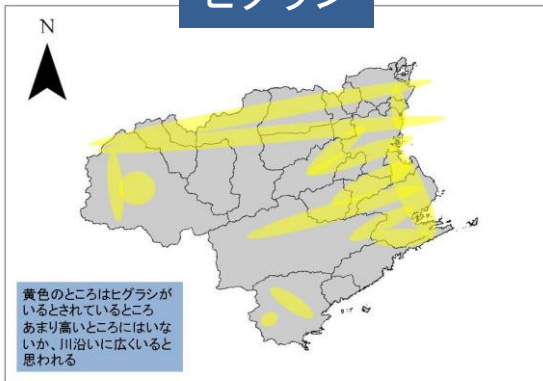 ヒグラシ
N
黄色のところはヒグラシが
いるとされているところ
あまり高いところにはいな
いか、川沿いに広くいると
思われる